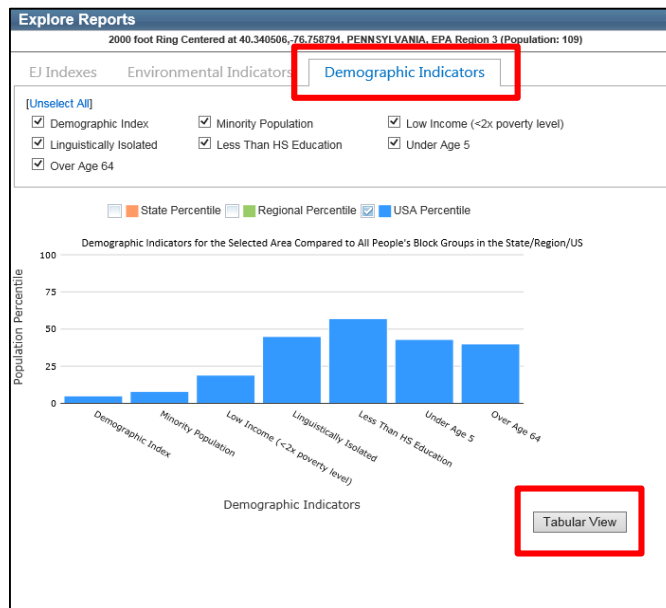 Explore Reports
2000 foot Ring Centered at 40.340506,-76.758791, PENNSYLVANIA, EPA Region 3 (Population: 109)
EJ Indexes Environmental Indicators Demographic Indicators
[Unselect All]
Demographic Index Minority Population Low Income (<2x poverty level)
Linguistically Isolated Less Than HS Education Under Age 5
Over Age 64
State Percentile Regional Percentile USA Percentile
Demographic Indicators for the Selected Area Compared to All People's Block Groups in the State/Region/US
Population Percentile
100
75
50
25
0
Demographic Index
Minority Population
Low Income (<2x poverty level)
Linguistically Isolated
Less Than HS Education
Under Age 5
Over Age 64
Demographic Indicators
Tabular View